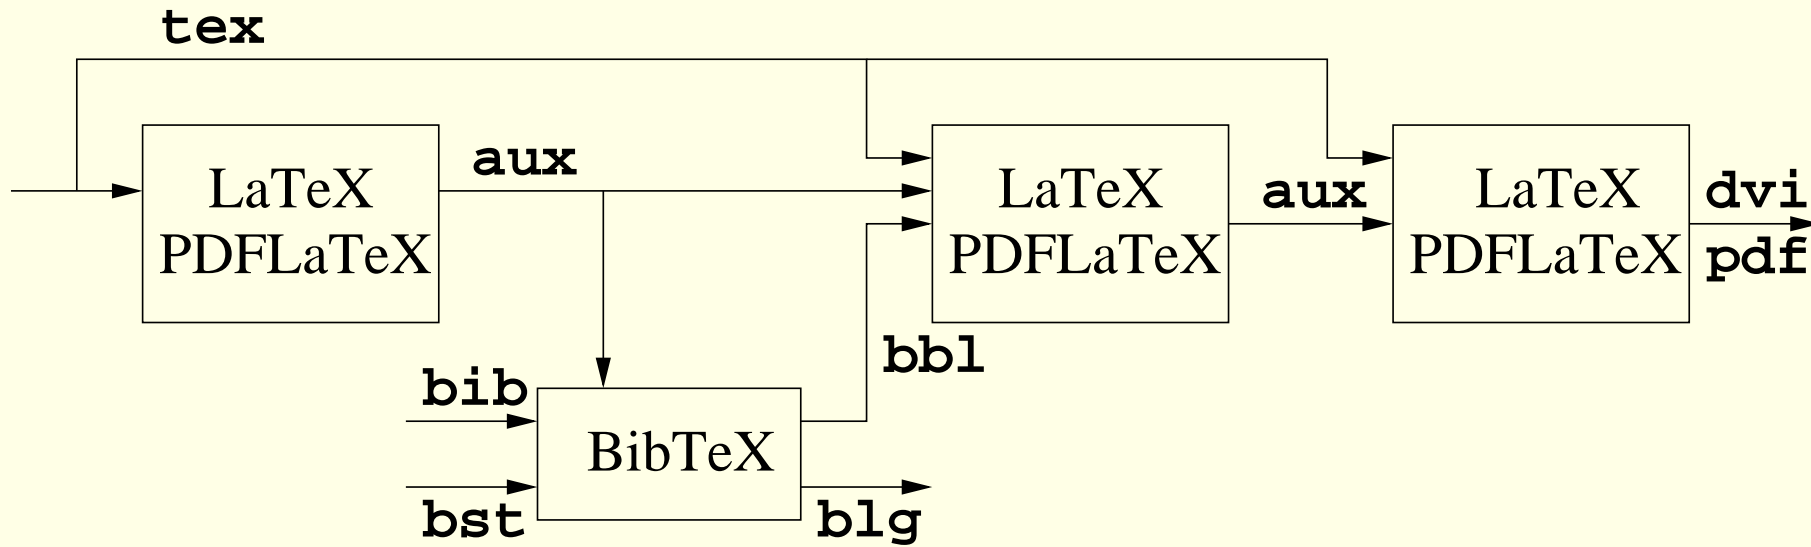 tex
LaTeX
PDFLaTeX
aux
LaTeX
PDFLaTeX
aux
LaTeX
PDFLaTeX
dvi
pdf
bib
bst
BibTeX
bbl
blg